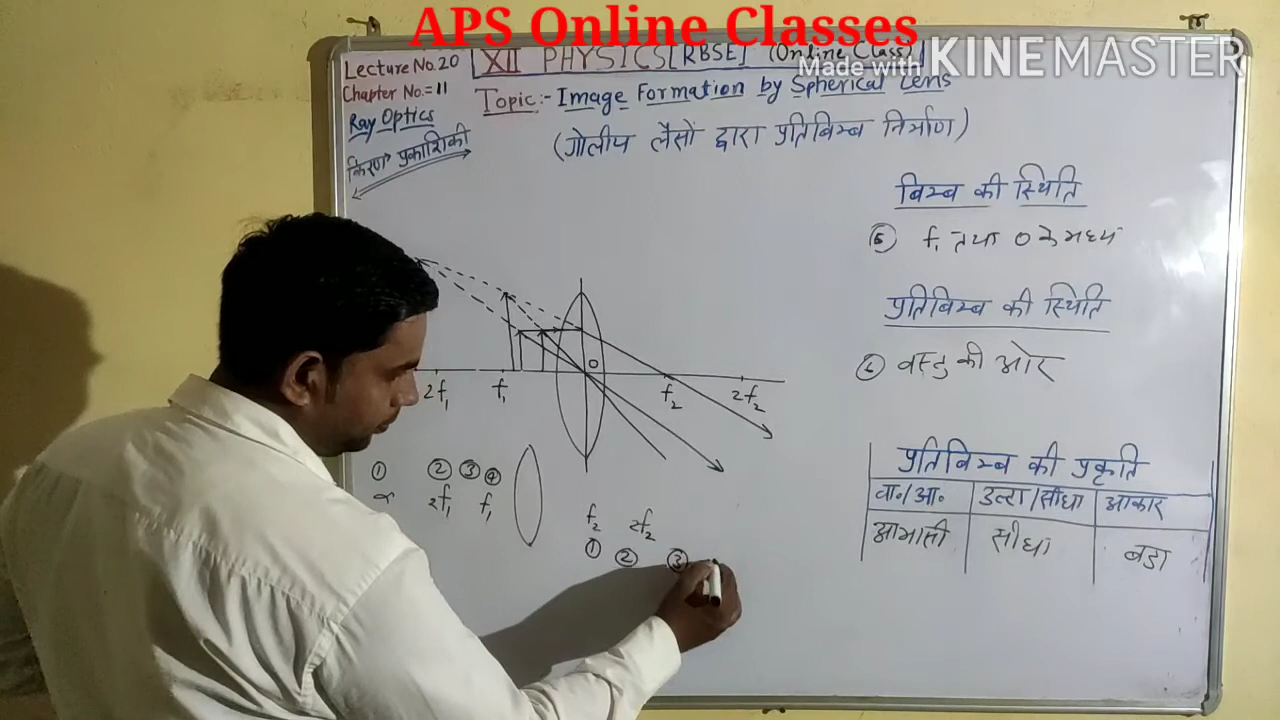 APS Online Classes
Made with KINEMASTER
Lecture No. 20
Chapter No.= 11
Ray Optics
किरण प्रकाशिकी
XII PHYSICS [RBSE] (Online Class)
Topic:- Image Formation by Spherical Lens
(गोलीय लैंसों द्वारा प्रतिबिम्ब निर्माण)
बिम्ब की स्थिति
f₁ तथा O के मध्य
प्रतिबिम्ब की स्थिति
⑥ वस्तु की ओर
प्रतिबिम्ब की प्रकृति
वा॰/आ॰ उल्टा/सीधा आकार
आभासी सीधा बडा
O
2f₁ f₁ f₂ 2f₂
① ② ③ ④
∝ 2f₁ f₁
f₂ 2f₂
① ② ③